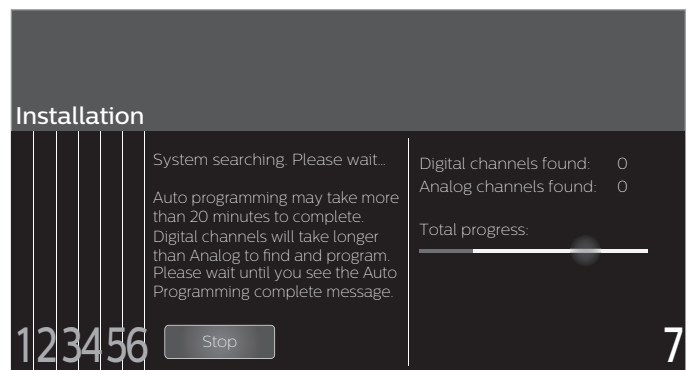 Installation
System searching. Please wait...
Auto programming may take more
than 20 minutes to complete.
Digital channels will take longer
than Analog to find and program.
Please wait until you see the Auto
Programming complete message.
Stop
Digital channels found: 0
Analog channels found: 0
Total progress:
123456
7